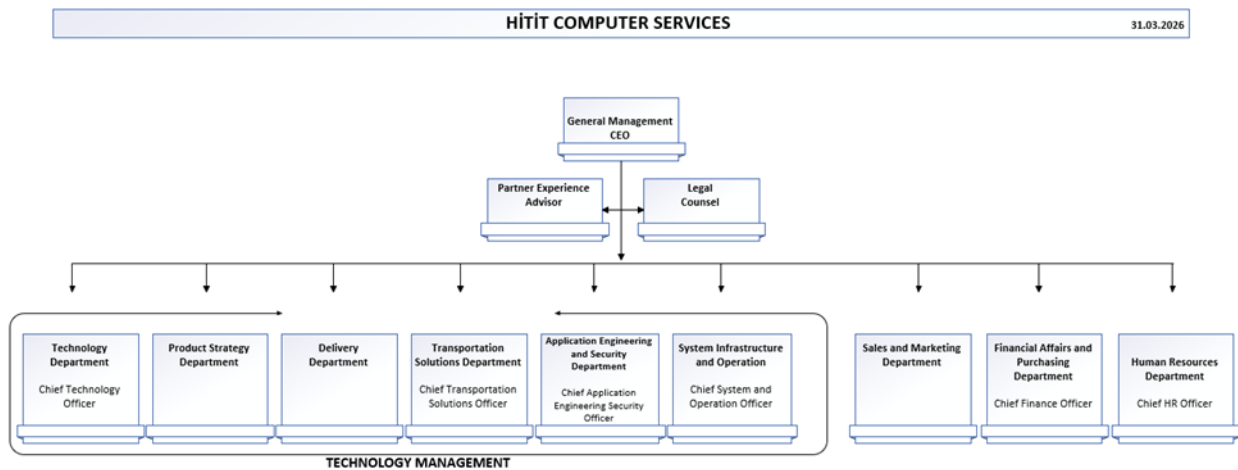 HİTİT COMPUTER SERVICES
31.03.2026
General Management
CEO
Partner Experience
Advisor
Legal
Counsel
Technology
Department
Chief Technology
Officer
Product Strategy
Department
Delivery
Department
Transportation
Solutions Department
Chief Transportation
Solutions Officer
Application Engineering
and Security
Department
Chief Application
Engineering Security
Officer
System Infrastructure
and Operation
Chief System and
Operation Officer
Sales and Marketing
Department
Financial Affairs and
Purchasing
Department
Chief Finance Officer
Human Resources
Department
Chief HR Officer
TECHNOLOGY MANAGEMENT